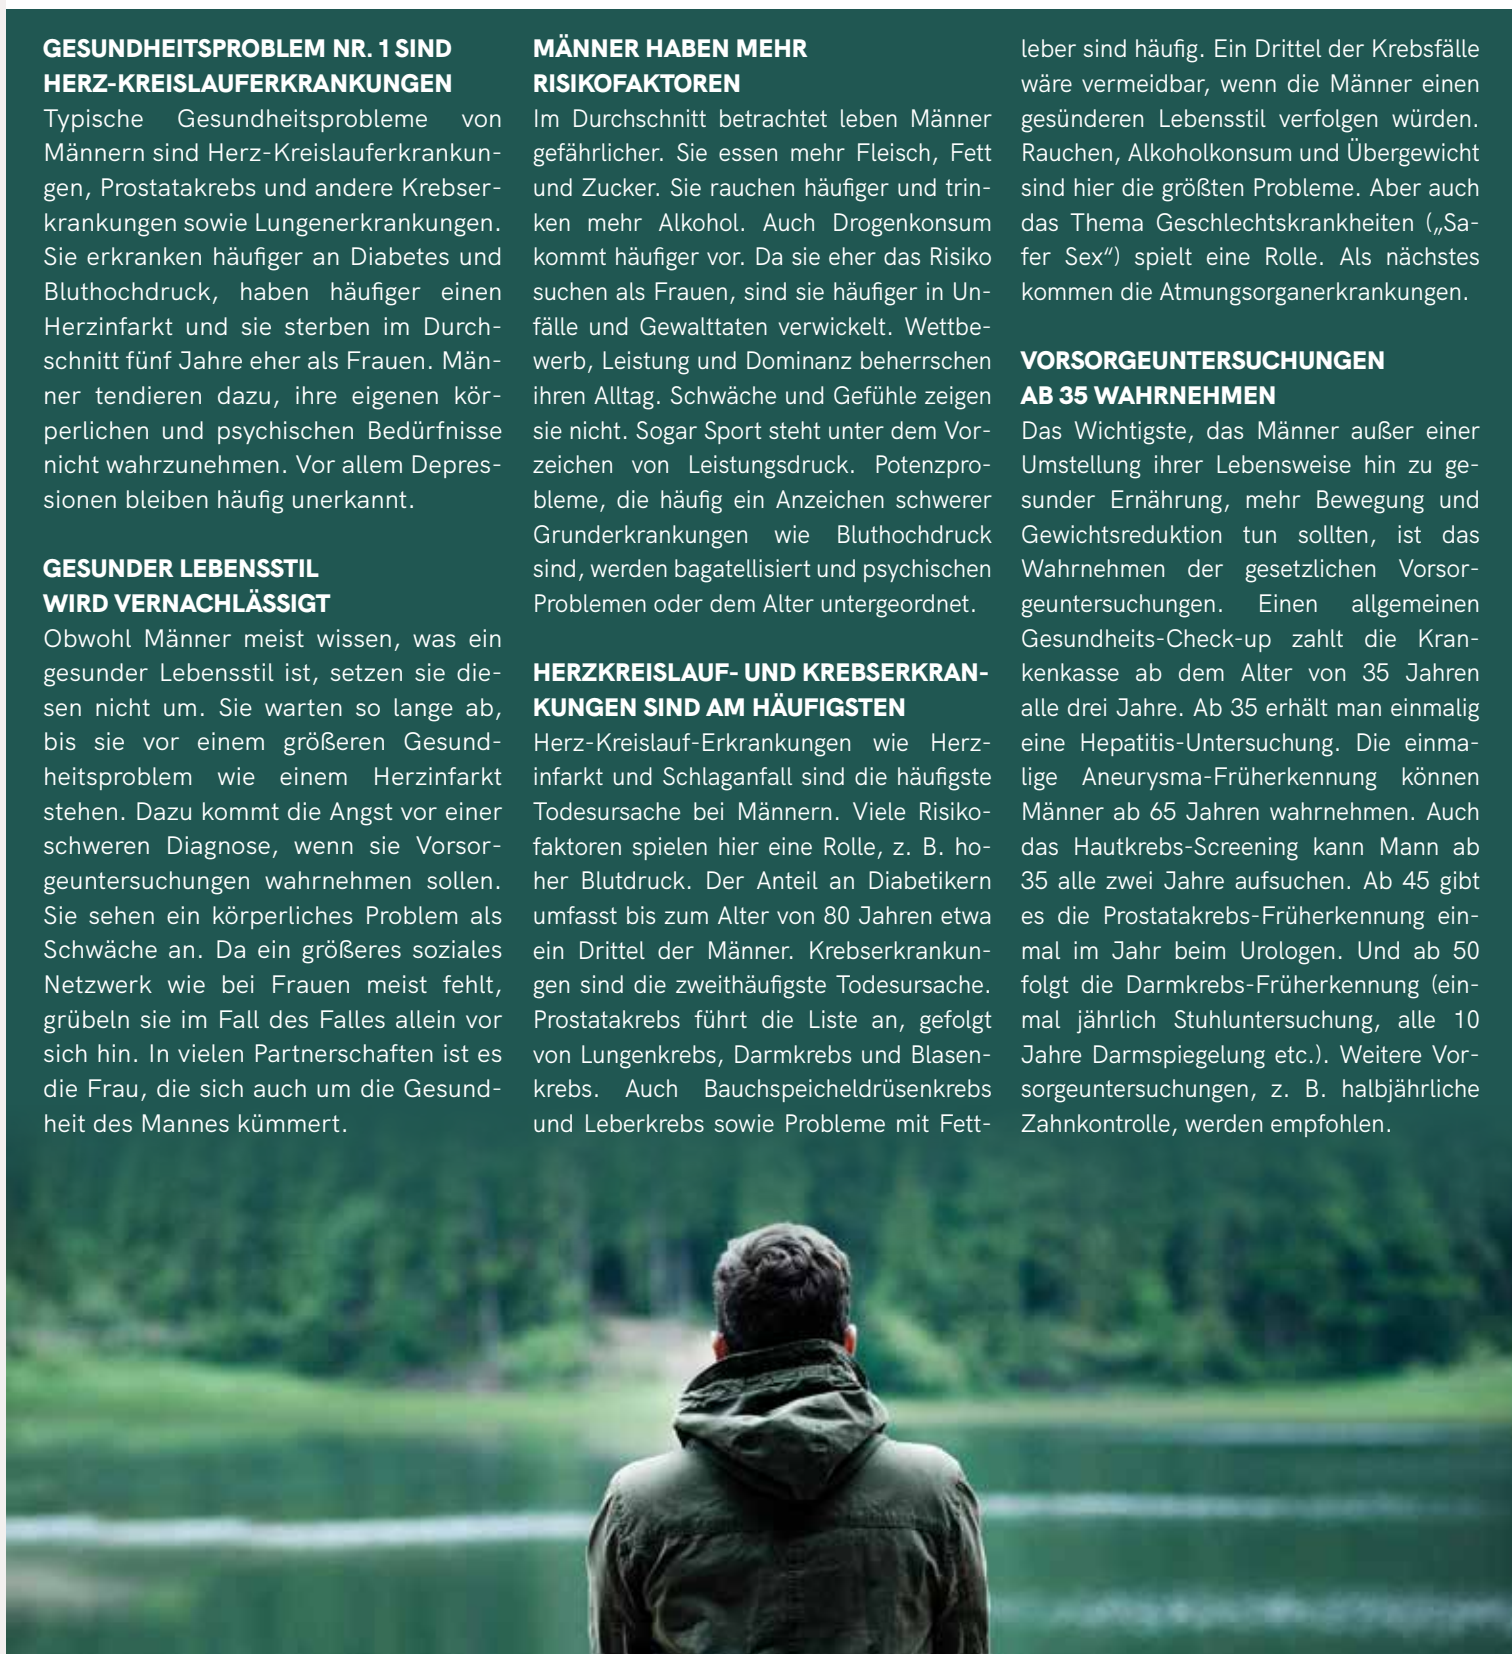 GESUNDHEITSPROBLEM NR. 1 SIND
HERZ-KREISLAUFERKRANKUNGEN
Typische Gesundheitsprobleme von
Männern sind Herz-Kreislauferkrankun-
gen, Prostatakrebs und andere Krebser-
krankungen sowie Lungenerkrankungen.
Sie erkranken häufiger an Diabetes und
Bluthochdruck, haben häufiger einen
Herzinfarkt und sie sterben im Durch-
schnitt fünf Jahre eher als Frauen. Män-
ner tendieren dazu, ihre eigenen kör-
perlichen und psychischen Bedürfnisse
nicht wahrzunehmen. Vor allem Depres-
sionen bleiben häufig unerkannt.
GESUNDER LEBENSSTIL
WIRD VERNACHLÄSSIGT
Obwohl Männer meist wissen, was ein
gesunder Lebensstil ist, setzen sie die-
sen nicht um. Sie warten so lange ab,
bis sie vor einem größeren Gesund-
heitsproblem wie einem Herzinfarkt
stehen. Dazu kommt die Angst vor einer
schweren Diagnose, wenn sie Vorsor-
geuntersuchungen wahrnehmen sollen.
Sie sehen ein körperliches Problem als
Schwäche an. Da ein größeres soziales
Netzwerk wie bei Frauen meist fehlt,
grübeln sie im Fall des Falles allein vor
sich hin. In vielen Partnerschaften ist es
die Frau, die sich auch um die Gesund-
heit des Mannes kümmert.
MÄNNER HABEN MEHR
RISIKOFAKTOREN
Im Durchschnitt betrachtet leben Männer
gefährlicher. Sie essen mehr Fleisch, Fett
und Zucker. Sie rauchen häufiger und trin-
ken mehr Alkohol. Auch Drogenkonsum
kommt häufiger vor. Da sie eher das Risiko
suchen als Frauen, sind sie häufiger in Un-
fälle und Gewalttaten verwickelt. Wettbe-
werb, Leistung und Dominanz beherrschen
ihren Alltag. Schwäche und Gefühle zeigen
sie nicht. Sogar Sport steht unter dem Vor-
zeichen von Leistungsdruck. Potenzpro-
bleme, die häufig ein Anzeichen schwerer
Grunderkrankungen wie Bluthochdruck
sind, werden bagatellisiert und psychischen
Problemen oder dem Alter untergeordnet.
HERZKREISLAUF- UND KREBSERKRAN-
KUNGEN SIND AM HÄUFIGSTEN
Herz-Kreislauf-Erkrankungen wie Herz-
infarkt und Schlaganfall sind die häufigste
Todesursache bei Männern. Viele Risiko-
faktoren spielen hier eine Rolle, z. B. ho-
her Blutdruck. Der Anteil an Diabetikern
umfasst bis zum Alter von 80 Jahren etwa
ein Drittel der Männer. Krebserkrankun-
gen sind die zweithäufigste Todesursache.
Prostatakrebs führt die Liste an, gefolgt
von Lungenkrebs, Darmkrebs und Blasen-
krebs. Auch Bauchspeicheldrüsenkrebs
und Leberkrebs sowie Probleme mit Fett-
leber sind häufig. Ein Drittel der Krebsfälle
wäre vermeidbar, wenn die Männer einen
gesünderen Lebensstil verfolgen würden.
Rauchen, Alkoholkonsum und Übergewicht
sind hier die größten Probleme. Aber auch
das Thema Geschlechtskrankheiten („Sa-
fer Sex“) spielt eine Rolle. Als nächstes
kommen die Atmungsorganerkrankungen.
VORSORGEUNTERSUCHUNGEN
AB 35 WAHRNEHMEN
Das Wichtigste, das Männer außer einer
Umstellung ihrer Lebensweise hin zu ge-
sunder Ernährung, mehr Bewegung und
Gewichtsreduktion tun sollten, ist das
Wahrnehmen der gesetzlichen Vorsor-
geuntersuchungen. Einen allgemeinen
Gesundheits-Check-up zahlt die Kran-
kenkasse ab dem Alter von 35 Jahren
alle drei Jahre. Ab 35 erhält man einmalig
eine Hepatitis-Untersuchung. Die einma-
lige Aneurysma-Früherkennung können
Männer ab 65 Jahren wahrnehmen. Auch
das Hautkrebs-Screening kann Mann ab
35 alle zwei Jahre aufsuchen. Ab 45 gibt
es die Prostatakrebs-Früherkennung ein-
mal im Jahr beim Urologen. Und ab 50
folgt die Darmkrebs-Früherkennung (ein-
mal jährlich Stuhluntersuchung, alle 10
Jahre Darmspiegelung etc.). Weitere Vor-
sorgeuntersuchungen, z. B. halbjährliche
Zahnkontrolle, werden empfohlen.